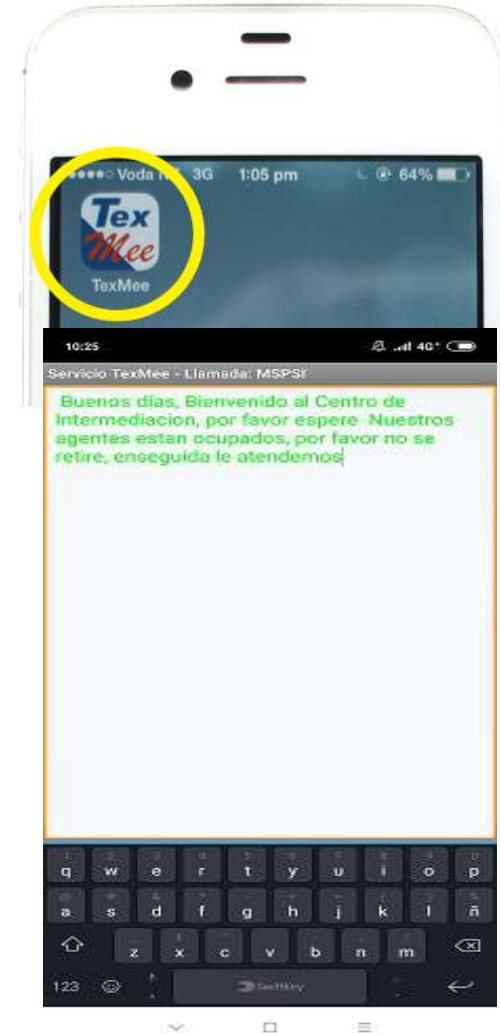 3G 1:05 pm 64%
Tex
Mee
TexMee
10:25
Servicio TexMee - Llamada: MSPSI
Buenos dias, Bienvenido al Centro de
Intermediacion, por favor espere Nuestros
agentes estan ocupados, por favor no se
retire, enseguida le atendemos
q w e r t y u i o p
a s d f g h j k l ñ
z x c v b n m
123 SwiftKey